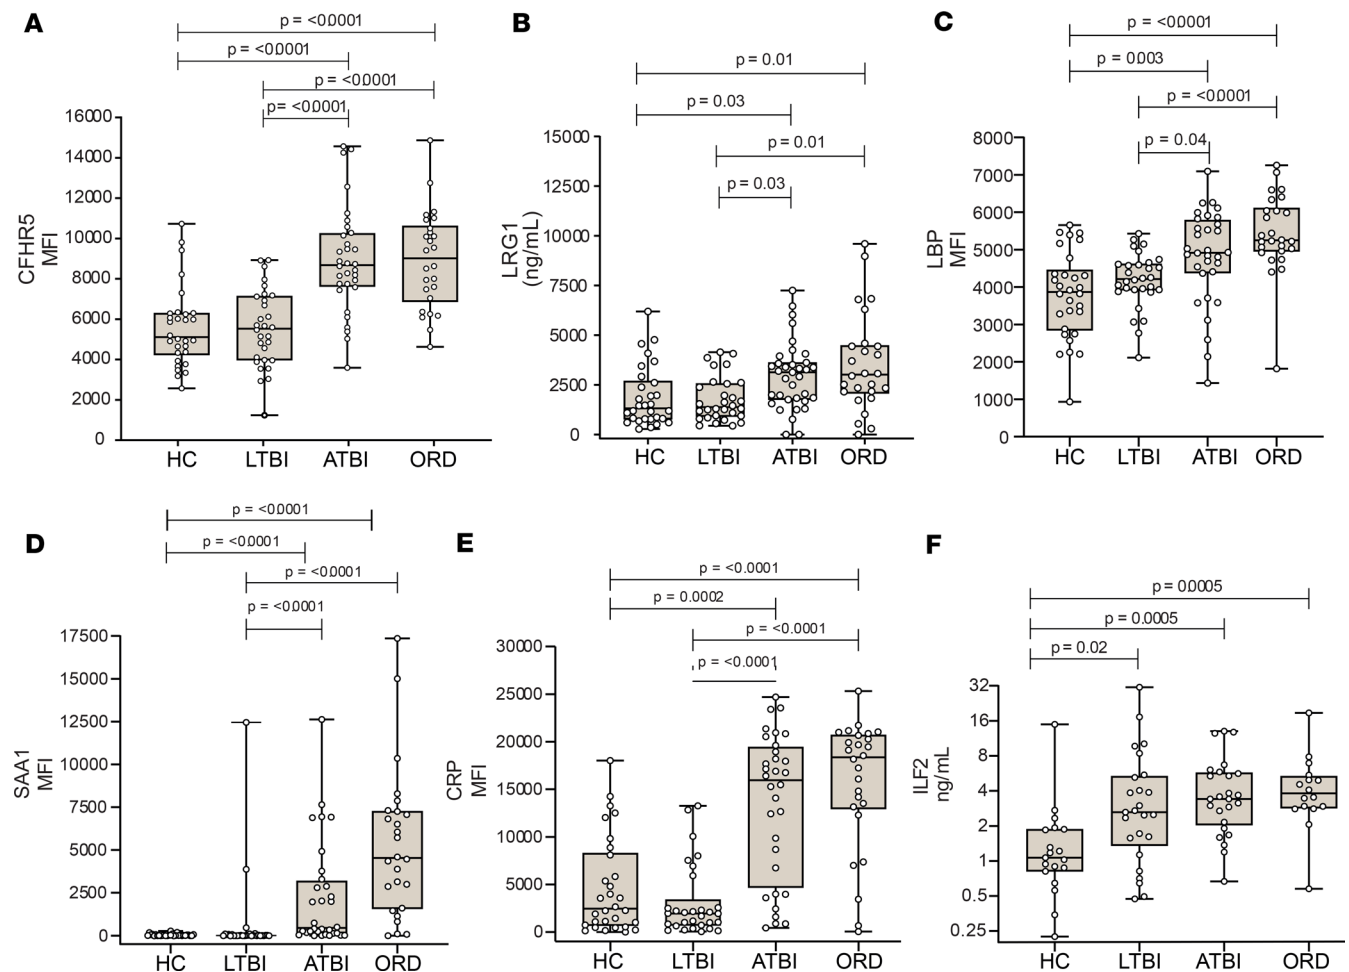 A
p = <0.0001
p = <0.0001
p = <0.0001
p= <0.0001
CFHR5
MFI
16000
14000
12000
10000
8000
6000
4000
2000
0
HC LTBI ATBI ORD
B
p = 0.01
p = 0.03
p = 0.01
p = 0.03
LRG1
(ng/mL)
15000
10000
7500
5000
2500
0
HC LTBI ATBI ORD
C
p = <0.0001
p = 0.003
p = <0.0001
p = 0.04
LBP
MFI
8000
7000
6000
5000
4000
3000
2000
1000
0
HC LTBI ATBI ORD
D
p = <0.0001
p = <0.0001
p = <0.0001
p = <0.0001
SAA1
MFI
17500
15000
12500
10000
7500
5000
2500
0
HC LTBI ATBI ORD
E
p = <0.0001
p = 0.0002
p = <0.0001
p = <0.0001
CRP
MFI
30000
25000
20000
15000
10000
5000
0
HC LTBI ATBI ORD
F
p = 0.0005
p = 0.0005
p = 0.02
ILF2
ng/mL
32
16
8
4
2
1
0.5
0.25
HC LTBI ATBI ORD